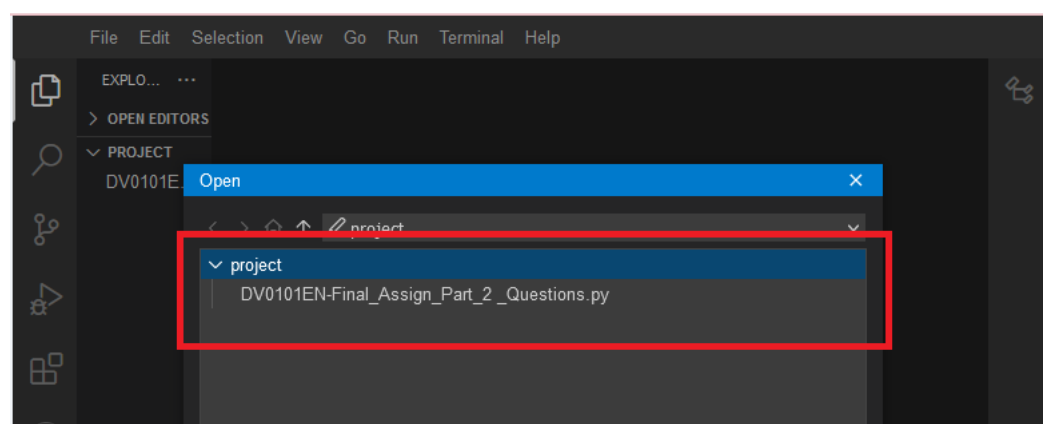 File Edit Selection View Go Run Terminal Help
EXPLO... ...
OPEN EDITORS
PROJECT
DV0101E
Open
project
project
DV0101EN-Final_Assign_Part_2 _Questions.py